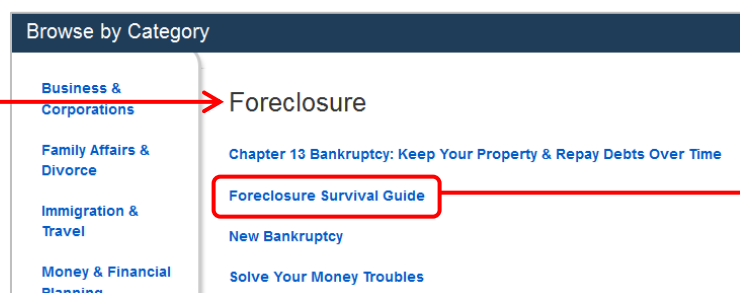 Browse by Category
Business &
Corporations
Family Affairs &
Divorce
Immigration &
Travel
Money & Financial
Planning
Foreclosure
Chapter 13 Bankruptcy: Keep Your Property & Repay Debts Over Time
Foreclosure Survival Guide
New Bankruptcy
Solve Your Money Troubles